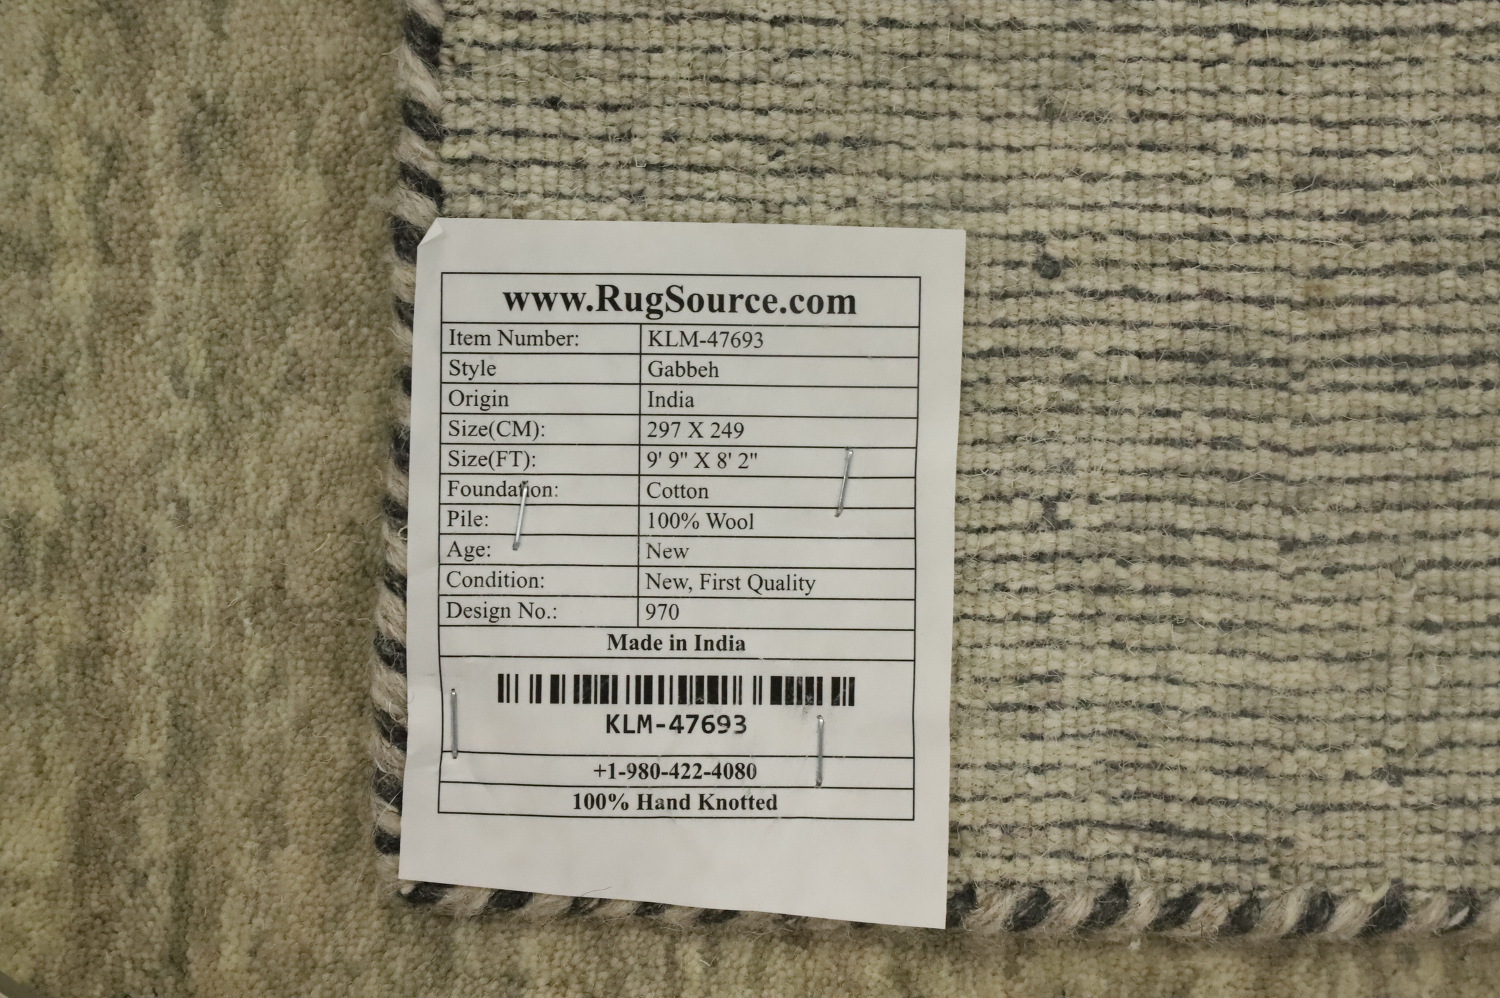 www.RugSource.com
Item Number: KLM-47693
Style Gabbeh
Origin India
Size(CM): 297 X 249
Size(FT): 9' 9" X 8' 2"
Foundation: Cotton
Pile: 100% Wool
Age: New
Condition: New, First Quality
Design No.: 970
Made in India
KLM-47693
+1-980-422-4080
100% Hand Knotted